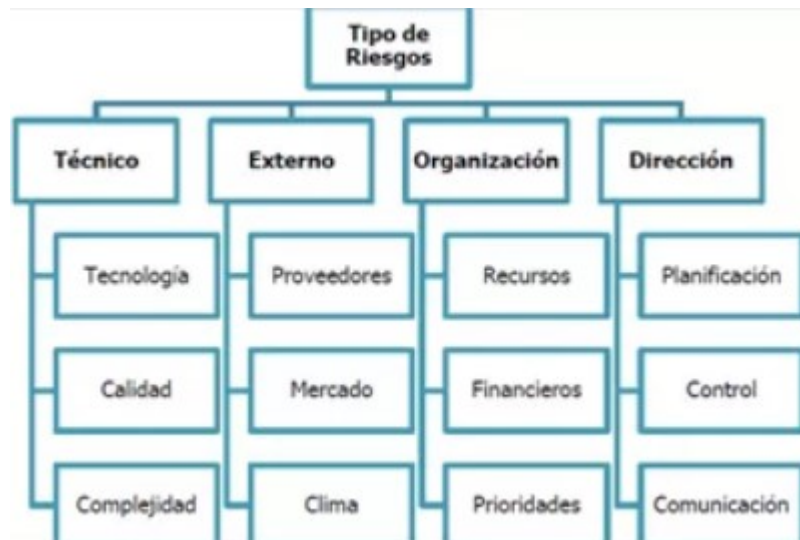 Tipo de
Riesgos
Técnico
Externo
Organización
Dirección
Tecnología
Proveedores
Recursos
Planificación
Calidad
Mercado
Financieros
Control
Complejidad
Clima
Prioridades
Comunicación